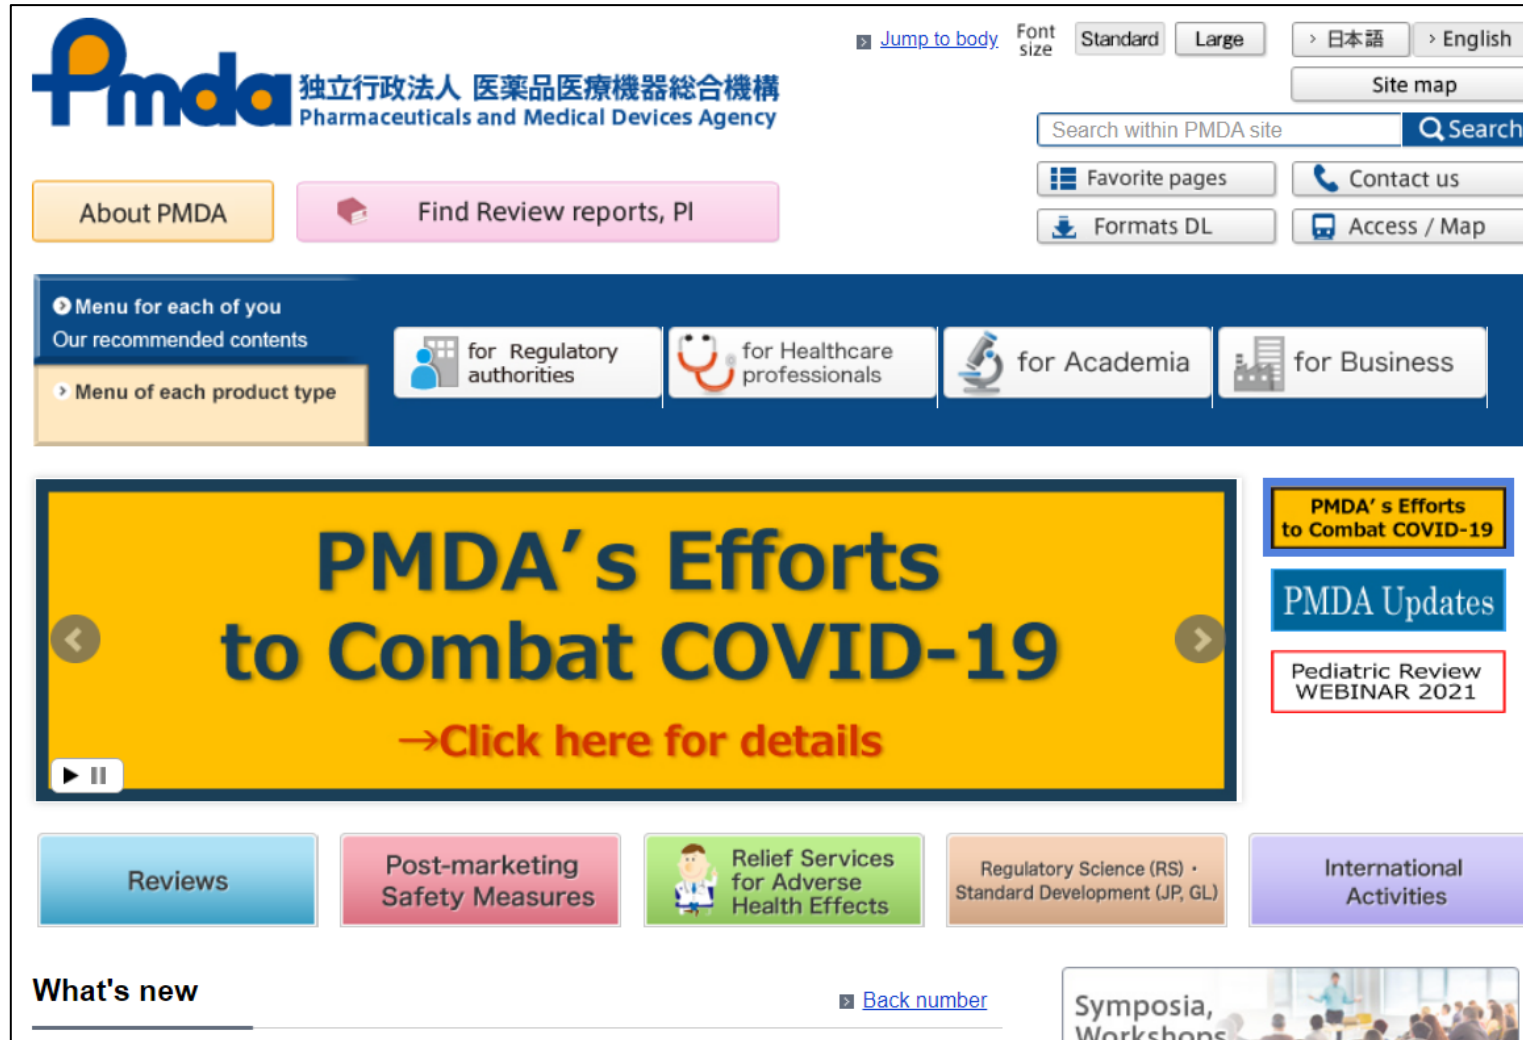 Pmda
独立行政法人 医薬品医療機器総合機構
Pharmaceuticals and Medical Devices Agency
Jump to body
Font size
Standard
Large
日本語
English
Site map
Search within PMDA site
Search
About PMDA
Find Review reports, PI
Favorite pages
Contact us
Formats DL
Access / Map
Menu for each of you
Our recommended contents
Menu of each product type
for Regulatory
authorities
for Healthcare
professionals
for Academia
for Business
PMDA's Efforts
to Combat COVID-19
→Click here for details
PMDA's Efforts
to Combat COVID-19
PMDA Updates
Pediatric Review
WEBINAR 2021
Reviews
Post-marketing
Safety Measures
Relief Services
for Adverse
Health Effects
Regulatory Science (RS)・
Standard Development (JP, GL)
International
Activities
What's new
Back number
Symposia,
Workshops